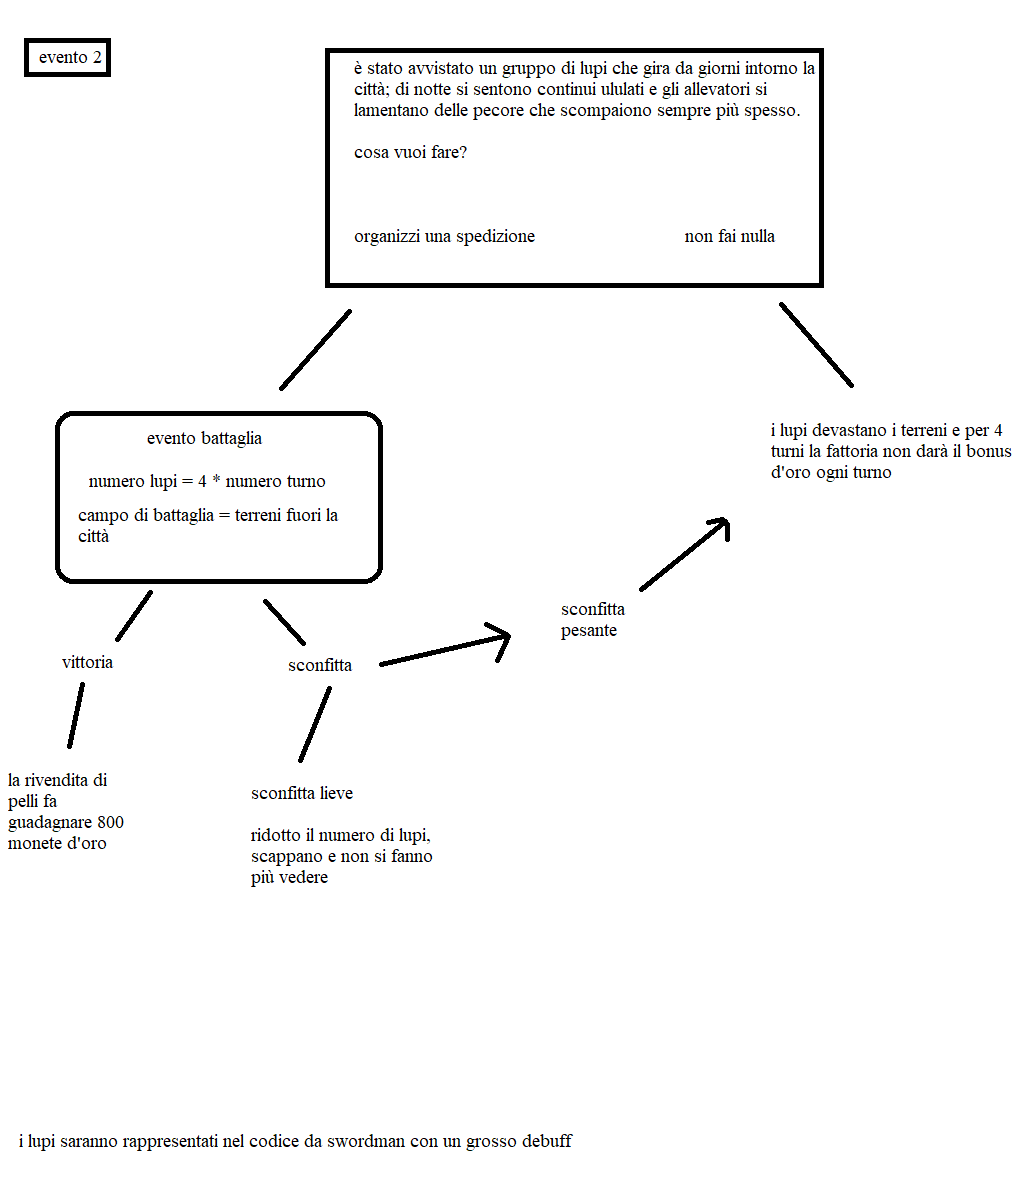 evento 2
è stato avvistato un gruppo di lupi che gira da giorni intorno la
città; di notte si sentono continui ululati e gli allevatori si
lamentano delle pecore che scompaiono sempre più spesso.
cosa vuoi fare?
organizzi una spedizione
non fai nulla
evento battaglia
numero lupi = 4 * numero turno
campo di battaglia = terreni fuori la
città
i lupi devastano i terreni e per 4
turni la fattoria non darà il bonus
d'oro ogni turno
sconfitta
pesante
vittoria
sconfitta
la rivendita di
pelli fa
guadagnare 800
monete d'oro
sconfitta lieve
ridotto il numero di lupi,
scappano e non si fanno
più vedere
i lupi saranno rappresentati nel codice da swordman con un grosso debuff